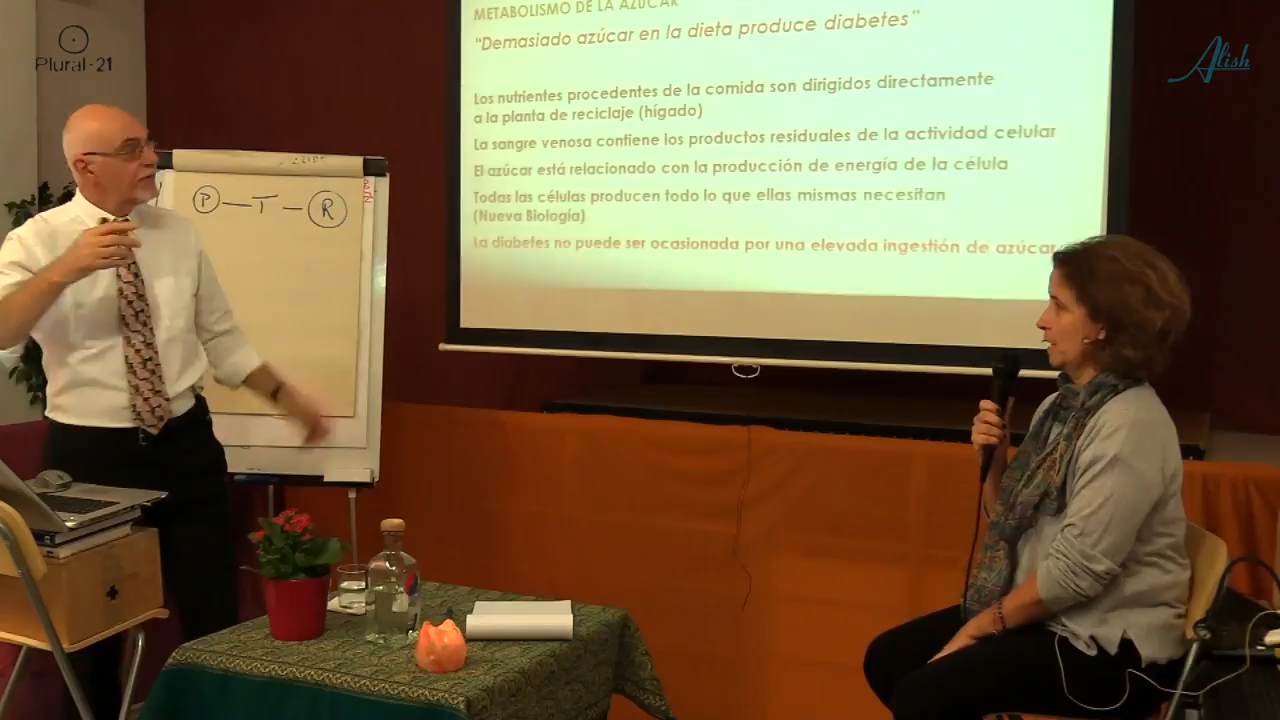 Plural-21
Alish
METABOLISMO DE LA AZÚCAR
"Demasiado azúcar en la dieta produce diabetes"
Los nutrientes procedentes de la comida son dirigidos directamente
a la planta de reciclaje (hígado)
La sangre venosa contiene los productos residuales de la actividad celular
El azúcar está relacionado con la producción de energía de la célula
Todas las células producen todo lo que ellas mismas necesitan
(Nueva Biología)
La diabetes no puede ser ocasionada por una elevada ingestión de azúcar
P — T — R